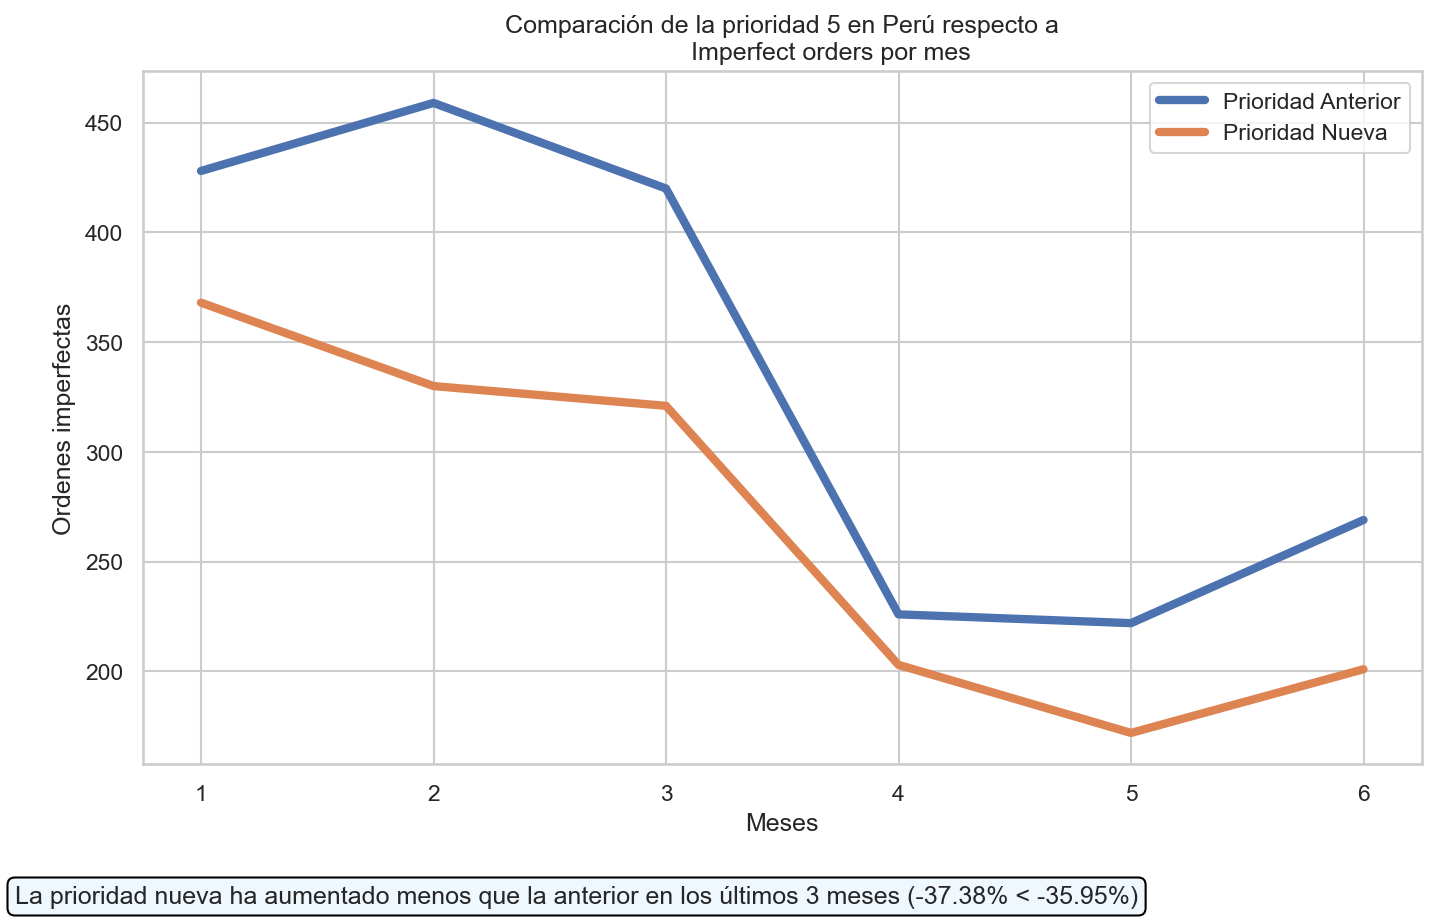 Comparación de la prioridad 5 en Perú respecto a
Imperfect orders por mes
Prioridad Anterior
Prioridad Nueva
Ordenes imperfectas
450
400
350
300
250
200
1 2 3 4 5 6
Meses
La prioridad nueva ha aumentado menos que la anterior en los últimos 3 meses (-37.38% < -35.95%)